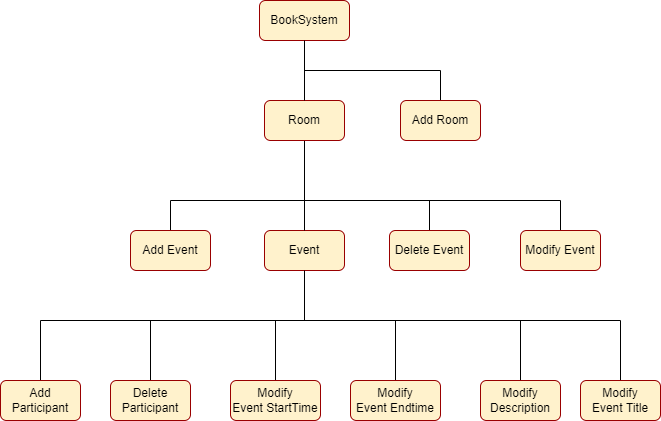 BookSystem
Room
Add Room
Add Event
Event
Delete Event
Modify Event
Add
Participant
Delete
Participant
Modify
Event StartTime
Modify
Event Endtime
Modify
Description
Modify
Event Title